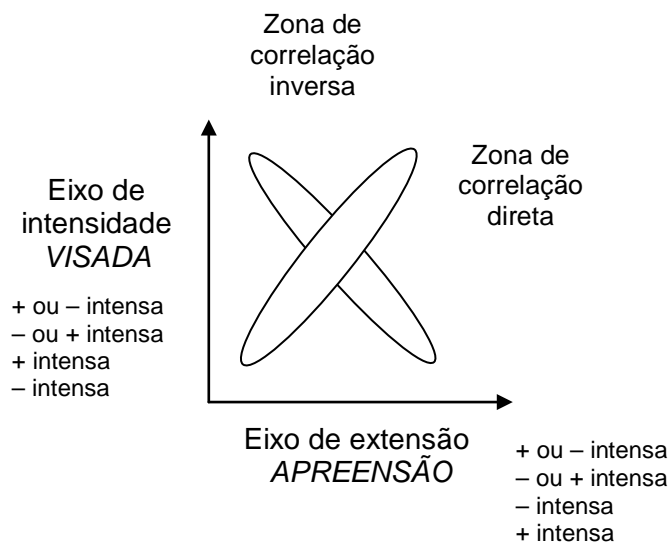 Zona de
correlação
inversa
Zona de
correlação
direta
Eixo de
intensidade
VISADA
+ ou – intensa
– ou + intensa
+ intensa
– intensa
Eixo de extensão
APREENSÃO
+ ou – intensa
– ou + intensa
– intensa
+ intensa